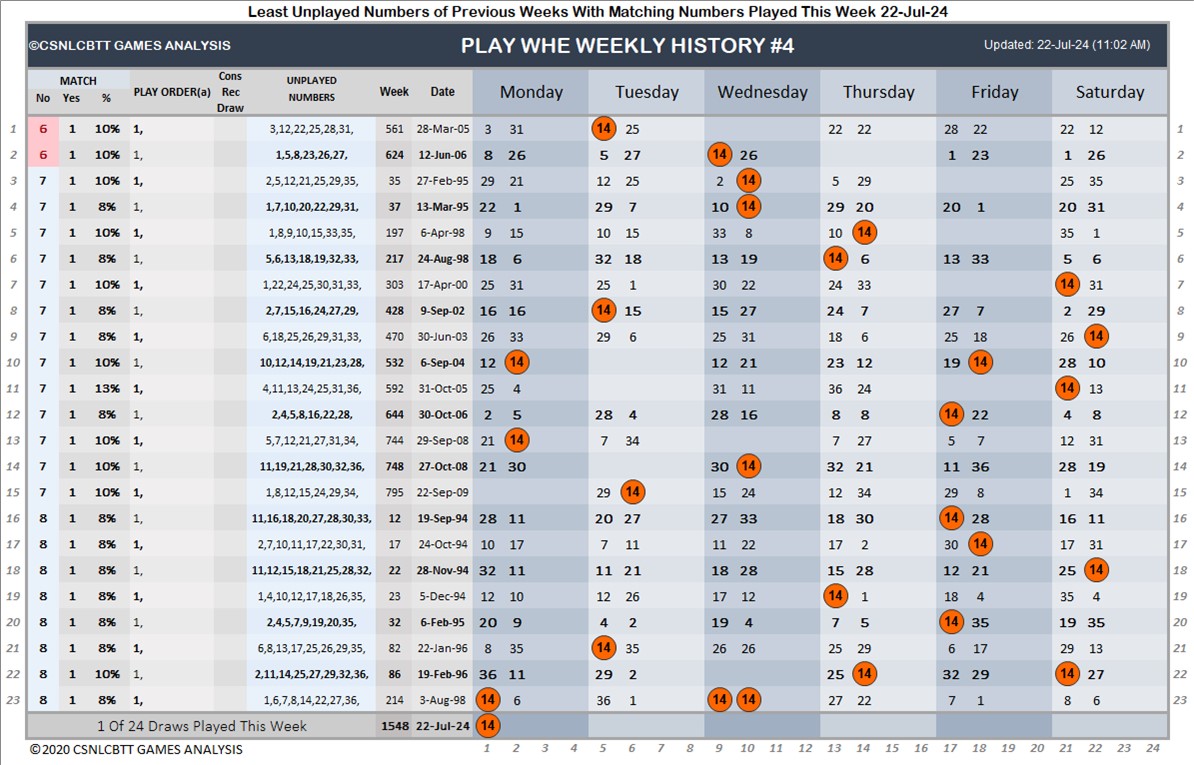 Least Unplayed Numbers of Previous Weeks With Matching Numbers Played This Week 22-Jul-24
©CSNLCBTT GAMES ANALYSIS PLAY WHE WEEKLY HISTORY #4 Updated: 22-Jul-24 (11:02 AM)
MATCH
No Yes %
PLAY ORDER(a)
Cons
Rec
Draw
UNPLAYED
NUMBERS
Week Date Monday Tuesday Wednesday Thursday Friday Saturday
1 6 1 10% 1, 3,12,22,25,28,31, 561 28-Mar-05 3 31 14 25 22 22 28 22 22 12 1
2 6 1 10% 1, 1,5,8,23,26,27, 624 12-Jun-06 8 26 5 27 14 26 1 23 1 26 2
3 7 1 10% 1, 2,5,12,21,25,29,35, 35 27-Feb-95 29 21 12 25 2 14 5 29 25 35 3
4 7 1 8% 1, 1,7,10,20,22,29,31, 37 13-Mar-95 22 1 29 7 10 14 29 20 20 1 20 31 4
5 7 1 10% 1, 1,8,9,10,15,33,35, 197 6-Apr-98 9 15 10 15 33 8 10 14 35 1 5
6 7 1 8% 1, 5,6,13,18,19,32,33, 217 24-Aug-98 18 6 32 18 13 19 14 6 13 33 5 6 6
7 7 1 10% 1, 1,22,24,25,30,31,33, 303 17-Apr-00 25 31 25 1 30 22 24 33 14 31 7
8 7 1 8% 1, 2,7,15,16,24,27,29, 428 9-Sep-02 16 16 14 15 15 27 24 7 27 7 2 29 8
9 7 1 8% 1, 6,18,25,26,29,31,33, 470 30-Jun-03 26 33 29 6 25 31 18 6 25 18 26 14 9
10 7 1 10% 1, 10,12,14,19,21,23,28, 532 6-Sep-04 12 14 12 21 23 12 19 14 28 10 10
11 7 1 13% 1, 4,11,13,24,25,31,36, 592 31-Oct-05 25 4 31 11 36 24 14 13 11
12 7 1 8% 1, 2,4,5,8,16,22,28, 644 30-Oct-06 2 5 28 4 28 16 8 8 14 22 4 8 12
13 7 1 10% 1, 5,7,12,21,27,31,34, 744 29-Sep-08 21 14 7 34 7 27 5 7 12 31 13
14 7 1 10% 1, 11,19,21,28,30,32,36, 748 27-Oct-08 21 30 30 14 32 21 11 36 28 19 14
15 7 1 10% 1, 1,8,12,15,24,29,34, 795 22-Sep-09 29 14 15 24 12 34 29 8 1 34 15
16 8 1 8% 1, 11,16,18,20,27,28,30,33, 12 19-Sep-94 28 11 20 27 27 33 18 30 14 28 16 11 16
17 8 1 8% 1, 2,7,10,11,17,22,30,31, 17 24-Oct-94 10 17 7 11 11 22 17 2 30 14 17 31 17
18 8 1 8% 1, 11,12,15,18,21,25,28,32, 22 28-Nov-94 32 11 11 21 18 28 15 28 12 21 25 14 18
19 8 1 8% 1, 1,4,10,12,17,18,26,35, 23 5-Dec-94 12 10 12 26 17 12 14 1 18 4 35 4 19
20 8 1 8% 1, 2,4,5,7,9,19,20,35, 32 6-Feb-95 20 9 4 2 19 4 7 5 14 35 19 35 20
21 8 1 8% 1, 6,8,13,17,25,26,29,35, 82 22-Jan-96 8 35 14 35 26 26 25 29 6 17 29 13 21
22 8 1 10% 1, 2,11,14,25,27,29,32,36, 86 19-Feb-96 36 11 29 2 25 14 32 29 14 27 22
23 8 1 8% 1, 1,6,7,8,14,22,27,36, 214 3-Aug-98 14 6 36 1 14 14 27 22 7 1 8 6 23
1 Of 24 Draws Played This Week 1548 22-Jul-24 14
©2020 CSNLCBTT GAMES ANALYSIS 1 2 3 4 5 6 7 8 9 10 11 12 13 14 15 16 17 18 19 20 21 22 23 24